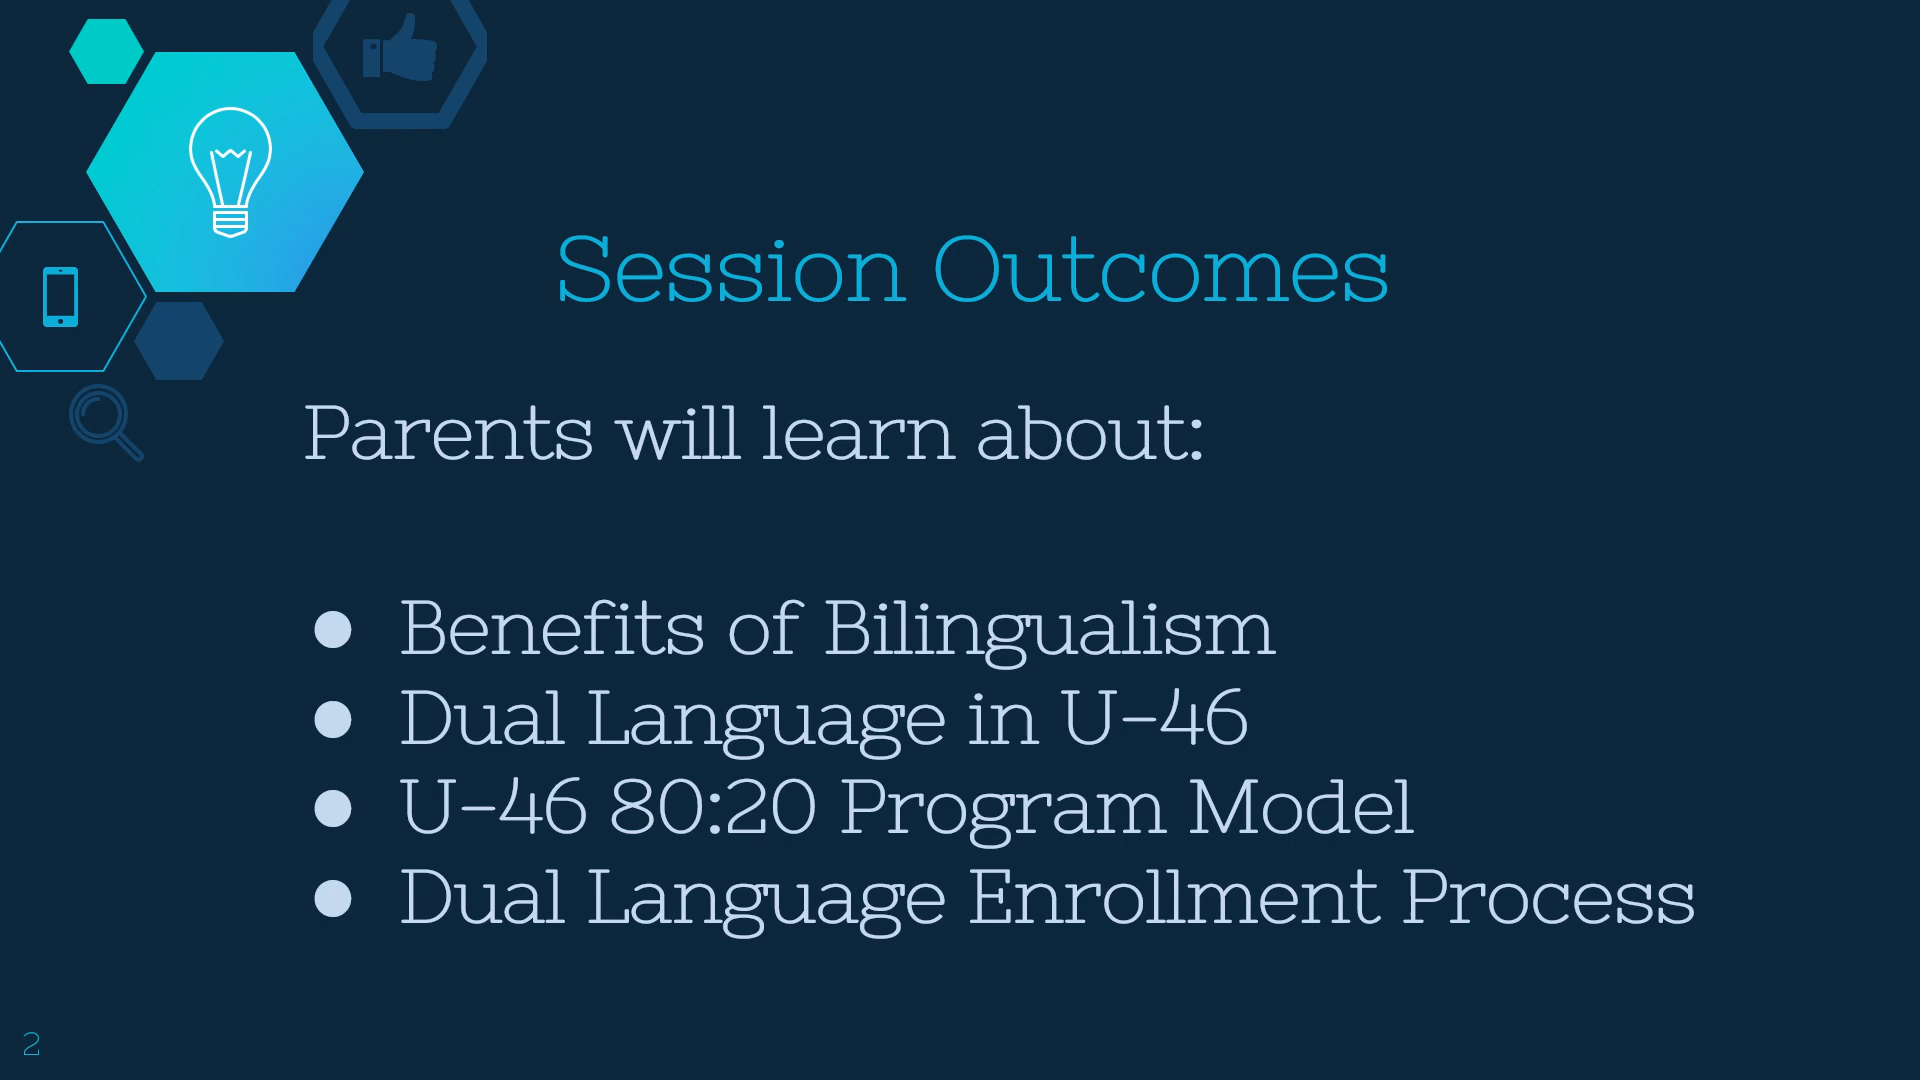 Session Outcomes
Parents will learn about:
● Benefits of Bilingualism
● Dual Language in U-46
● U-46 80:20 Program Model
● Dual Language Enrollment Process
2